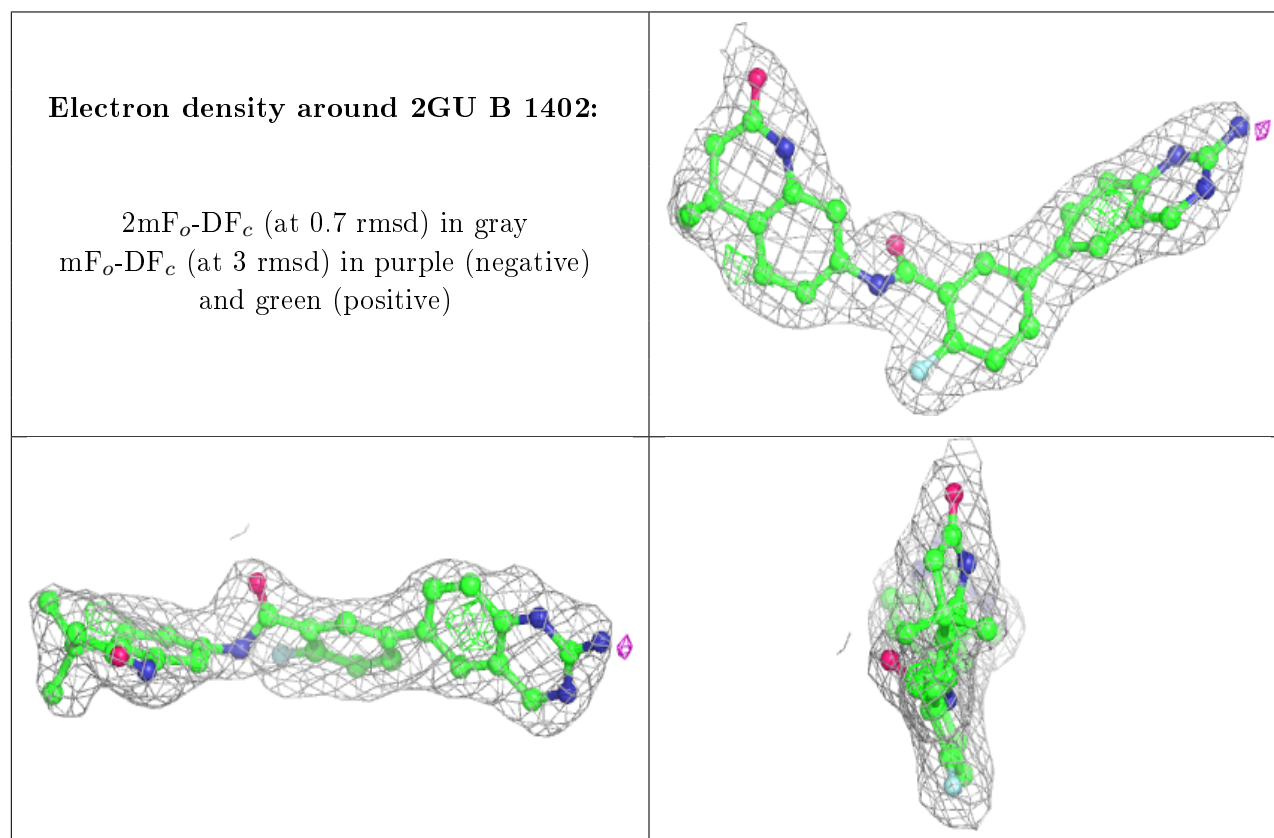 Electron density around 2GU B 1402:
2mFₒ-DF𝒸 (at 0.7 rmsd) in gray
mFₒ-DF𝒸 (at 3 rmsd) in purple (negative)
and green (positive)